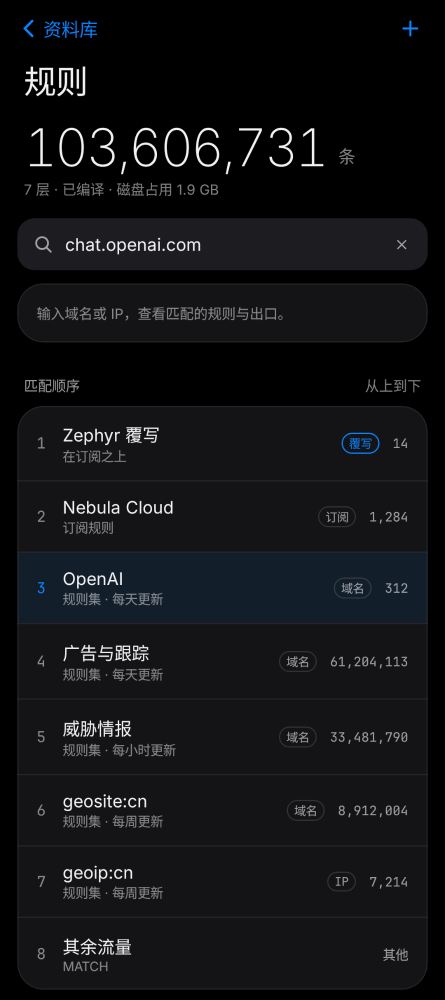 资料库
规则
103,606,731 条
7 层 · 已编译 · 磁盘占用 1.9 GB
chat.openai.com
输入域名或 IP，查看匹配的规则与出口。
匹配顺序 从上到下
1 Zephyr 覆写 覆写 14
在订阅之上
2 Nebula Cloud 订阅 1,284
订阅规则
3 OpenAI 域名 312
规则集 · 每天更新
4 广告与跟踪 域名 61,204,113
规则集 · 每天更新
5 威胁情报 域名 33,481,790
规则集 · 每小时更新
6 geosite:cn 域名 8,912,004
规则集 · 每周更新
7 geoip:cn IP 7,214
规则集 · 每周更新
8 其余流量 其他
MATCH